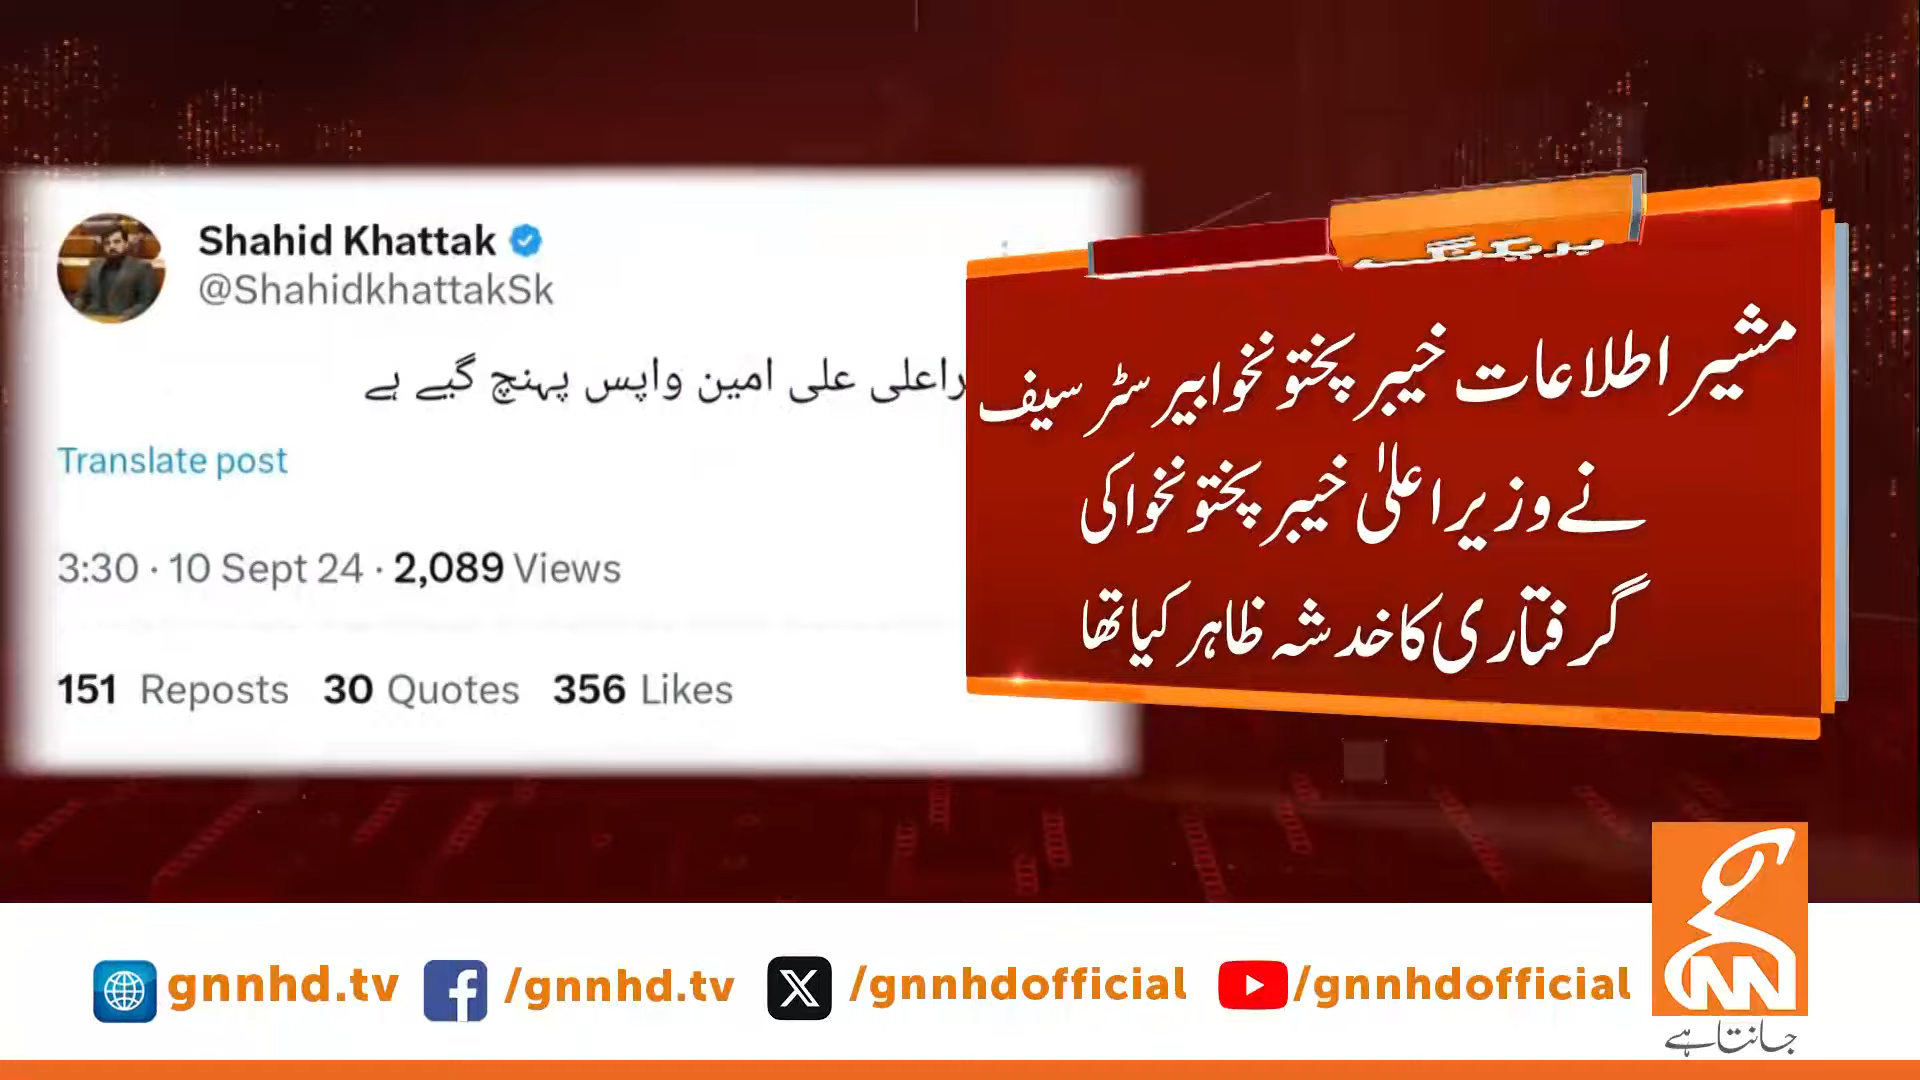 Shahid Khattak
@ShahidkhattakSk
راعلی علی امین واپس پہنچ گیے ہے
Translate post
3:30 · 10 Sept 24 · 2,089 Views
151 Reposts 30 Quotes 356 Likes
بریکنگ
مشیر اطلاعات خیبر پختونخوا بیرسٹر سیف
نے وزیراعلیٰ خیبر پختونخوا کی
گرفتاری کا خدشہ ظاہر کیا تھا
gnnhd.tv /gnnhd.tv /gnnhdofficial /gnnhdofficial
GNN
جانتا ہے